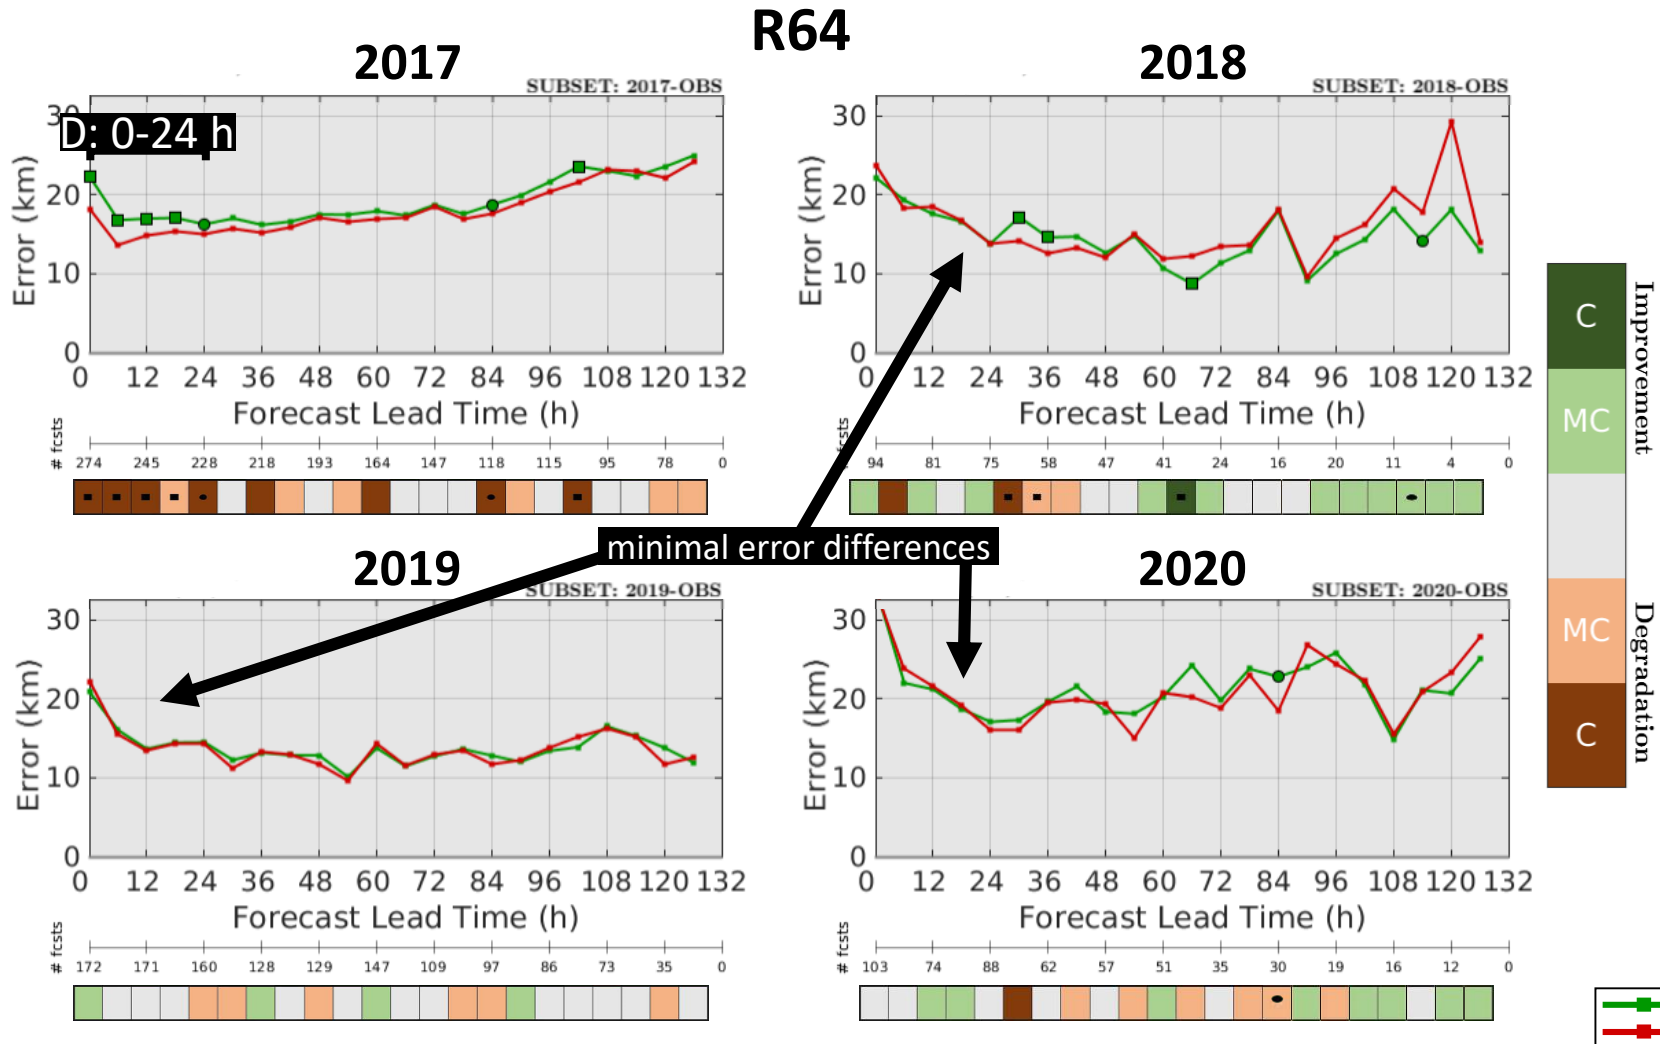 R64
2017
2018
SUBSET: 2017-OBS
SUBSET: 2018-OBS
D: 0-24 h
Error (km)
30
20
10
0
0 12 24 36 48 60 72 84 96 108 120 132
Forecast Lead Time (h)
# fcsts
274 245 228 218 193 164 147 118 115 95 78 0
Error (km)
30
20
10
0
0 12 24 36 48 60 72 84 96 108 120 132
Forecast Lead Time (h)
94 81 75 58 47 41 24 16 20 11 4 0
minimal error differences
2019
2020
SUBSET: 2019-OBS
SUBSET: 2020-OBS
Error (km)
30
20
10
0
0 12 24 36 48 60 72 84 96 108 120 132
Forecast Lead Time (h)
# fcsts
172 171 160 128 129 147 109 97 86 73 35 0
Error (km)
30
20
10
0
0 12 24 36 48 60 72 84 96 108 120 132
Forecast Lead Time (h)
# fcsts
103 74 88 62 57 51 35 30 19 16 12 0
C
MC
MC
C
Improvement
Degradation